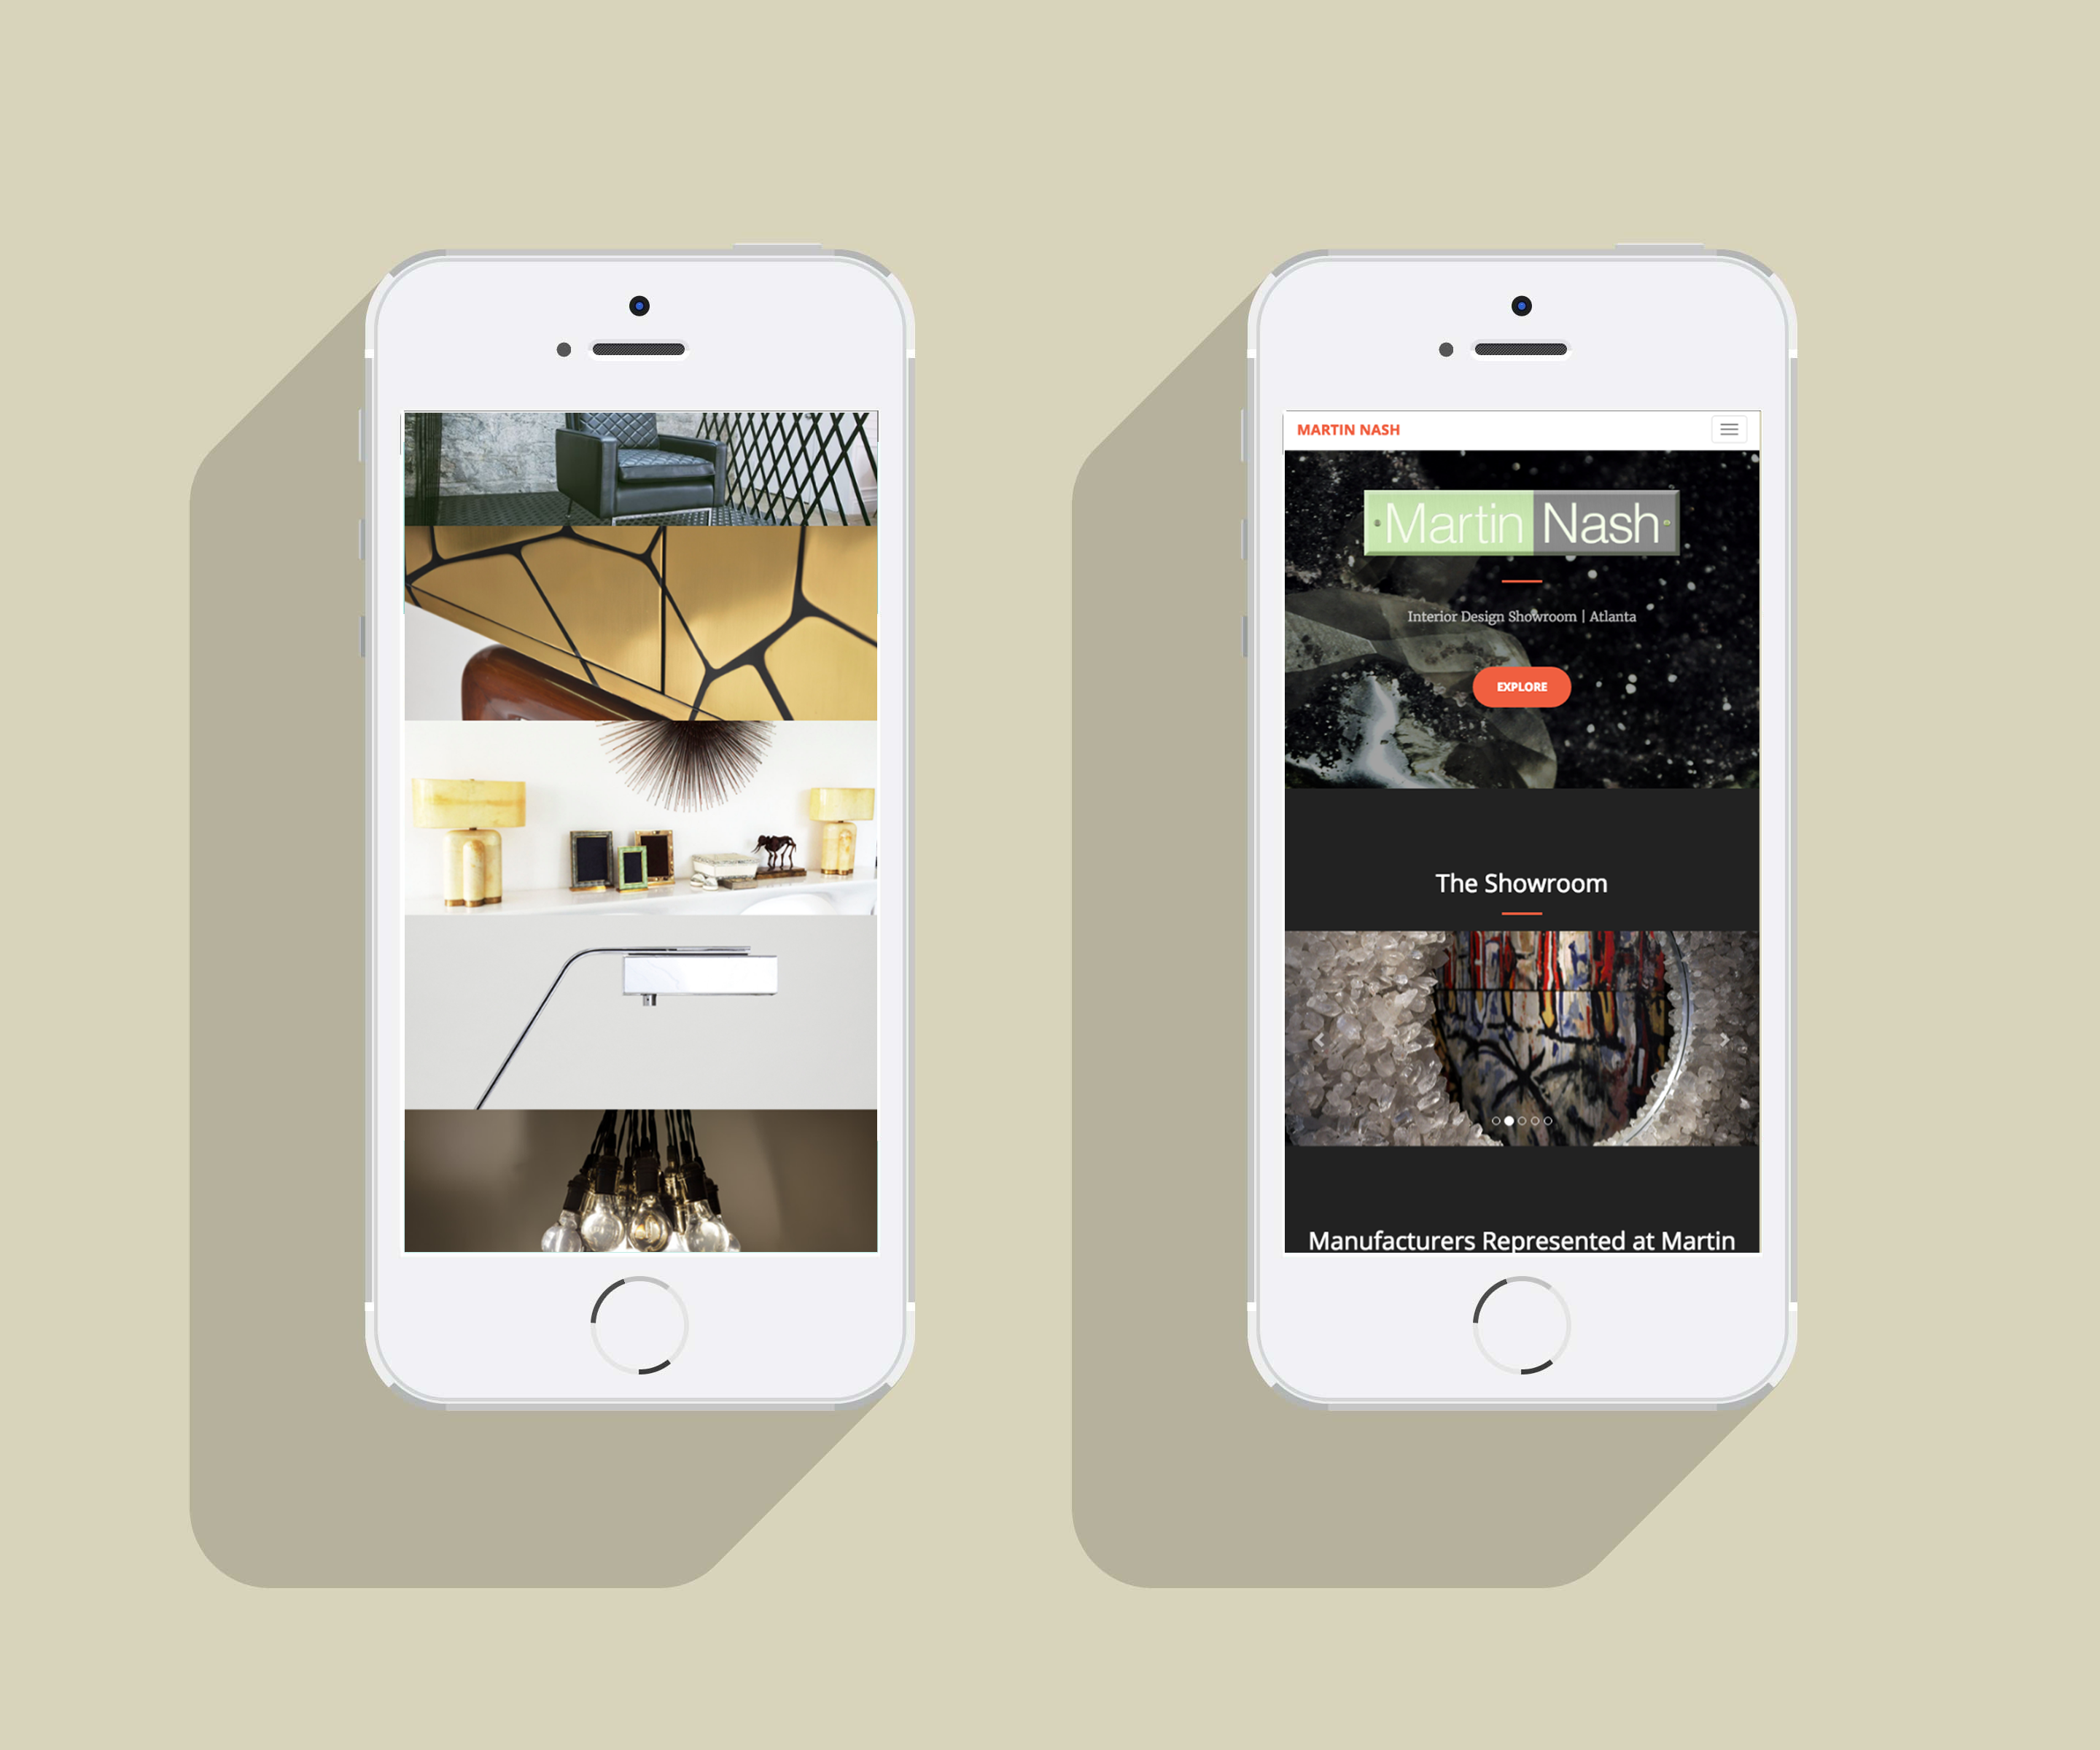 MARTIN NASH
Martin Nash
Interior Design Showroom | Atlanta
EXPLORE
The Showroom
Manufacturers Represented at Martin